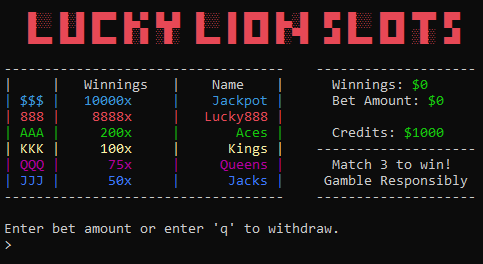 LUCKY LION SLOTS
----------------------------------     --------------------
|     |   Winnings   |    Name    |      Winnings: $0
| $$$ |   10000x     |    Jackpot |      Bet Amount: $0
| 888 |    8888x     |   Lucky888 |
| AAA |     200x     |       Aces |      Credits: $1000
| KKK |     100x     |      Kings |     --------------------
| QQQ |      75x     |     Queens |      Match 3 to win!
| JJJ |      50x     |      Jacks |     Gamble Responsibly
----------------------------------     --------------------
Enter bet amount or enter 'q' to withdraw.
>